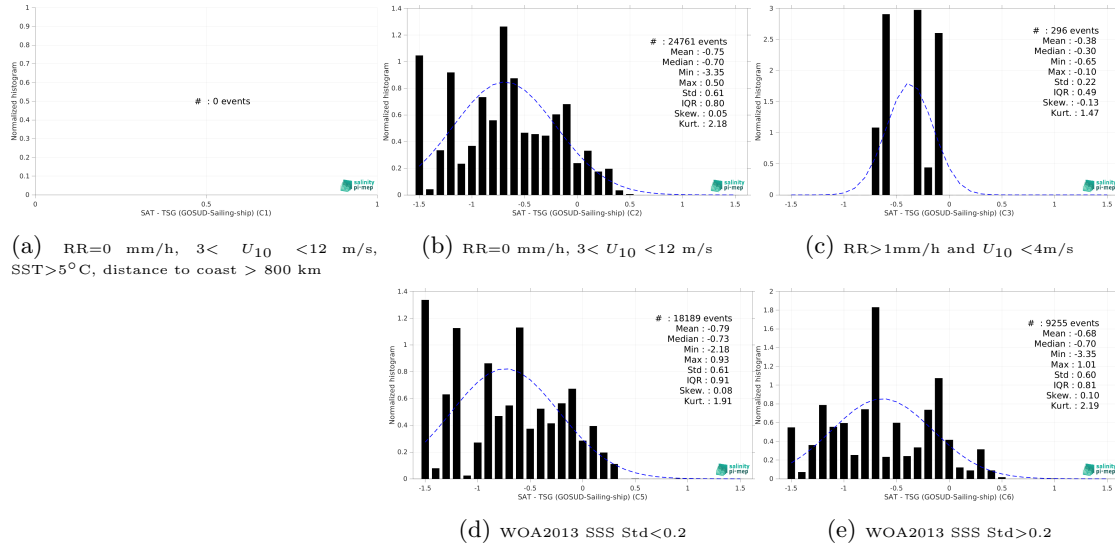 1
0.9
0.8
0.7
0.6
0.5
0.4
0.3
0.2
0.1
0
Normalized histogram
# : 0 events
salinity
pi-mep
0 0.5 1
SAT - TSG (GOSUD-Sailing-ship) (C1)
(a) RR=0 mm/h, 3< U10 <12 m/s,
SST>5°C, distance to coast > 800 km
1.4
1.2
1
0.8
0.6
0.4
0.2
0
Normalized histogram
# : 24761 events
Mean : -0.75
Median : -0.70
Min : -3.35
Max : 0.50
Std : 0.61
IQR : 0.80
Skew. : 0.05
Kurt. : 2.18
salinity
pi-mep
-1.5 -1 -0.5 0 0.5 1 1.5
SAT - TSG (GOSUD-Sailing-ship) (C2)
(b) RR=0 mm/h, 3< U10 <12 m/s
3
2.5
2
1.5
1
0.5
0
Normalized histogram
# : 296 events
Mean : -0.38
Median : -0.30
Min : -0.65
Max : -0.10
Std : 0.22
IQR : 0.49
Skew. : -0.13
Kurt. : 1.47
salinity
pi-mep
-1.5 -1 -0.5 0 0.5 1 1.5
SAT - TSG (GOSUD-Sailing-ship) (C3)
(c) RR>1mm/h and U10 <4m/s
1.4
1.2
1
0.8
0.6
0.4
0.2
0
Normalized histogram
# : 18189 events
Mean : -0.79
Median : -0.73
Min : -2.18
Max : 0.93
Std : 0.61
IQR : 0.91
Skew. : 0.08
Kurt. : 1.91
salinity
pi-mep
-1.5 -1 -0.5 0 0.5 1 1.5
SAT - TSG (GOSUD-Sailing-ship) (C5)
(d) WOA2013 SSS Std<0.2
2
1.8
1.6
1.4
1.2
1
0.8
0.6
0.4
0.2
0
Normalized histogram
# : 9255 events
Mean : -0.68
Median : -0.70
Min : -3.35
Max : 1.01
Std : 0.60
IQR : 0.81
Skew. : 0.10
Kurt. : 2.19
salinity
pi-mep
-1.5 -1 -0.5 0 0.5 1 1.5
SAT - TSG (GOSUD-Sailing-ship) (C6)
(e) WOA2013 SSS Std>0.2